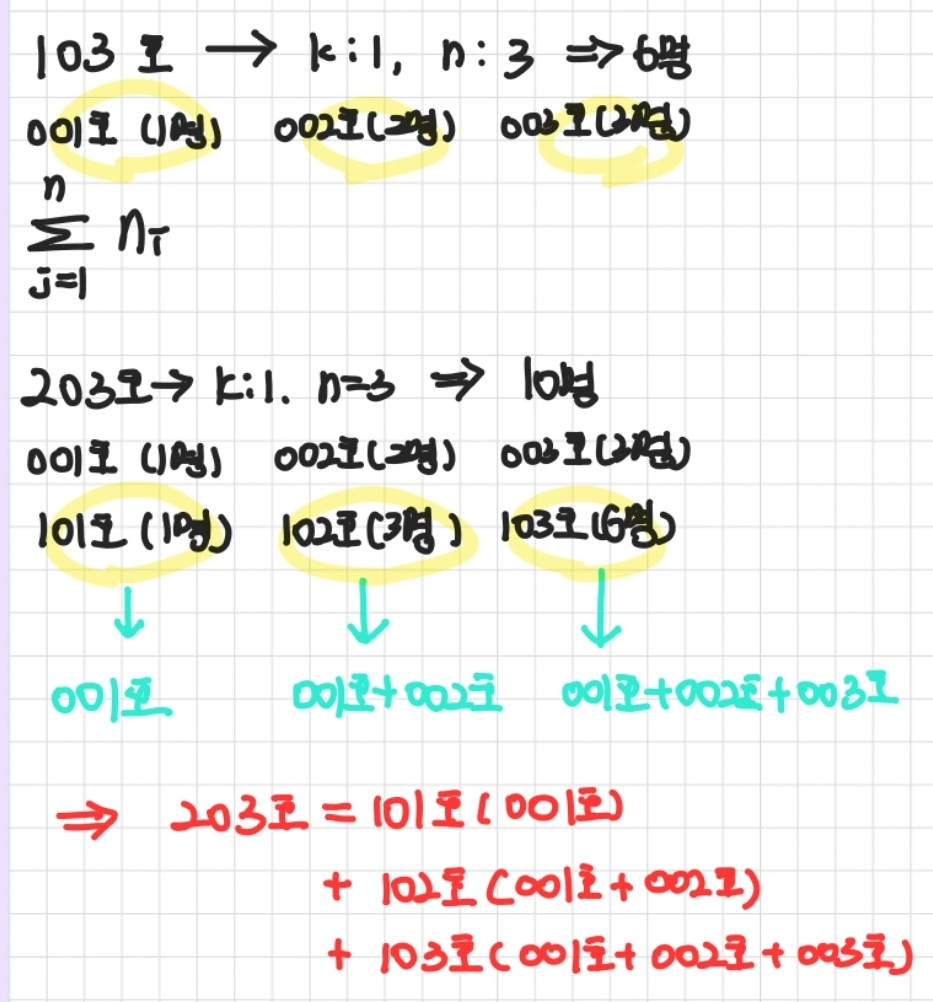 103호 → k:1, n:3 ⇒ 6명
001호 (1명) 002호(2명) 003호(3명)
n
Σ ni
j=1
203호→ k:1. n=3 ⇒ 10명
001호 (1명) 002호(2명) 003호(3명)
101호 (1명) 102호(3명) 103호(6명)
↓ ↓ ↓
001호 001호+002호 001호+002호+003호
⇒ 203호 = 101호(001호)
+ 102호(001호+002호)
+ 103호(001호+002호+003호)